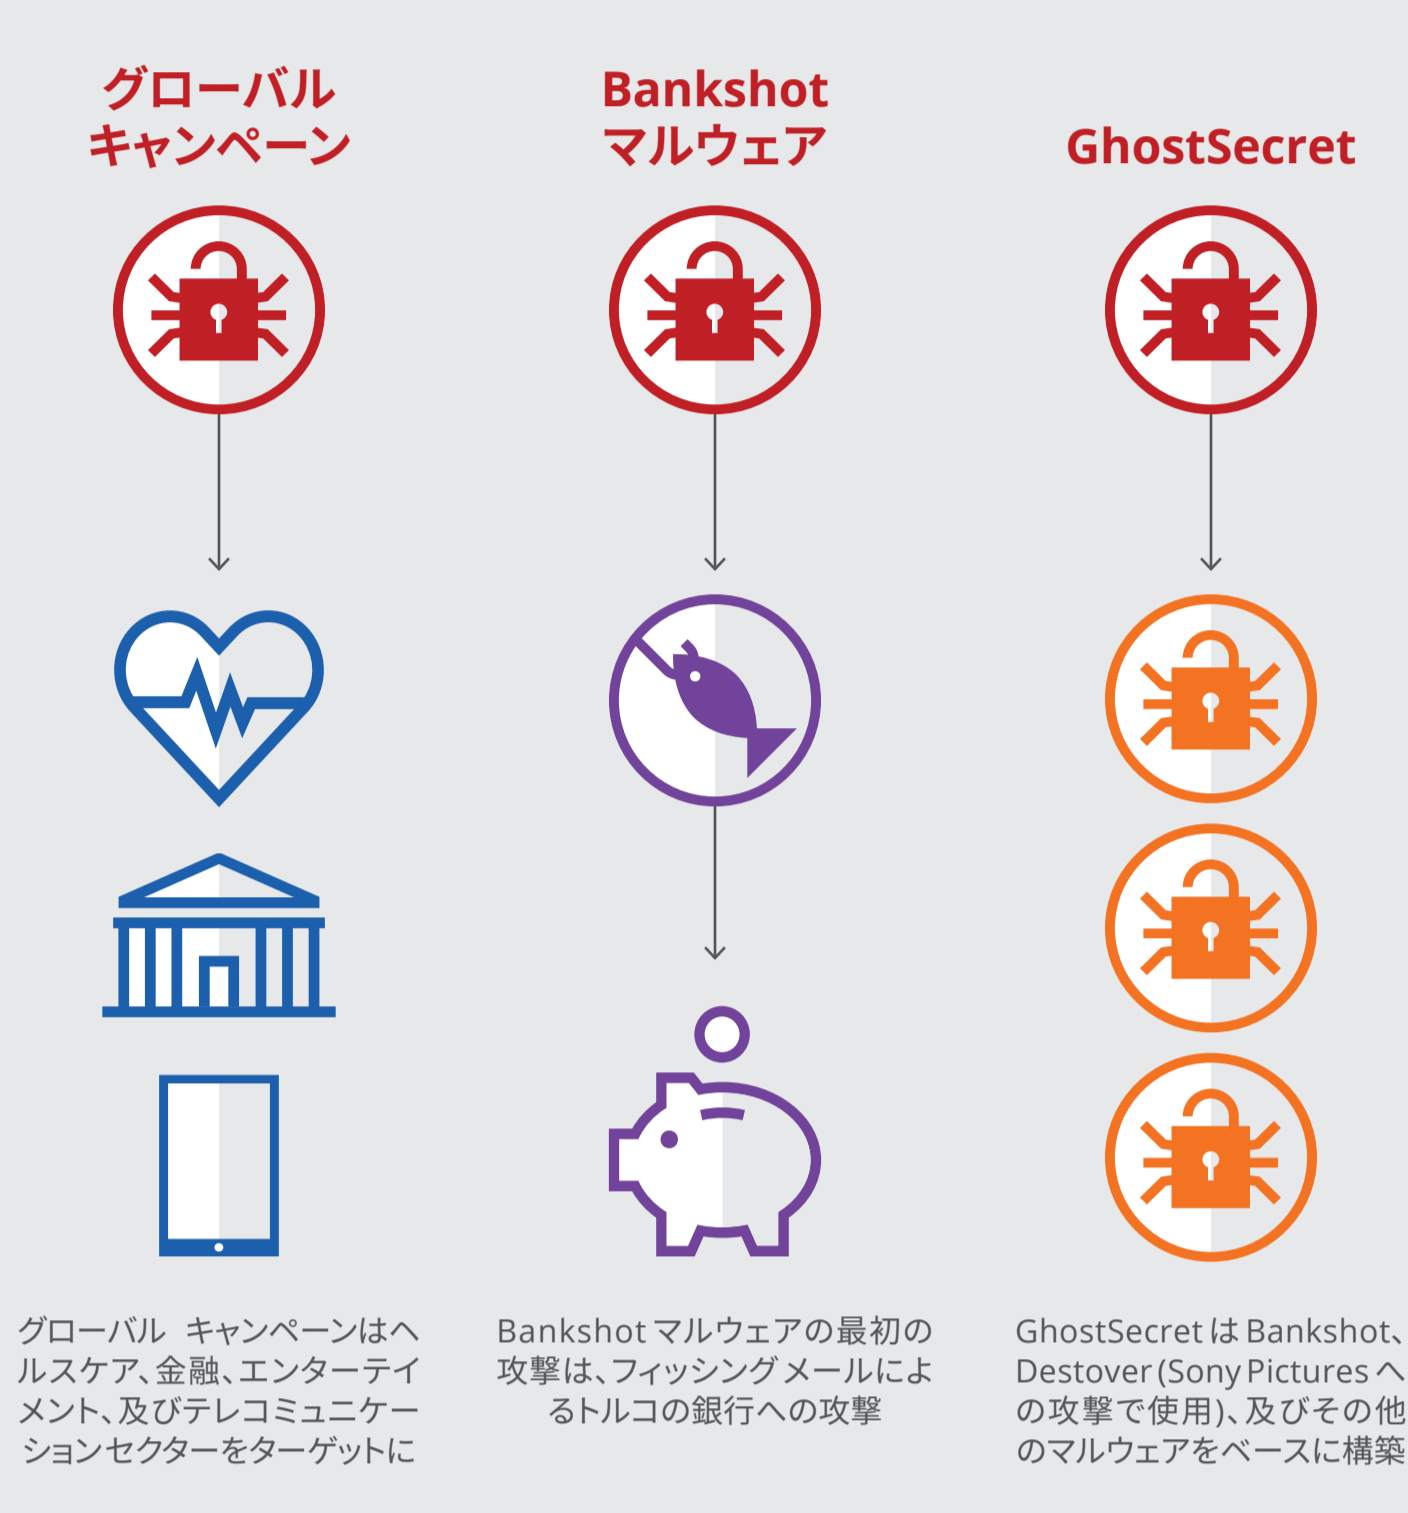 グローバル
キャンペーン
Bankshot
マルウェア
GhostSecret
グローバル キャンペーンはヘ
ルスケア、金融、エンターテイ
メント、及びテレコミュニケー
ションセクターをターゲットに
Bankshot マルウェアの最初の
攻撃は、フィッシングメールによ
るトルコの銀行への攻撃
GhostSecret は Bankshot、
Destover (Sony Pictures へ
の攻撃で使用)、及びその他
のマルウェアをベースに構築